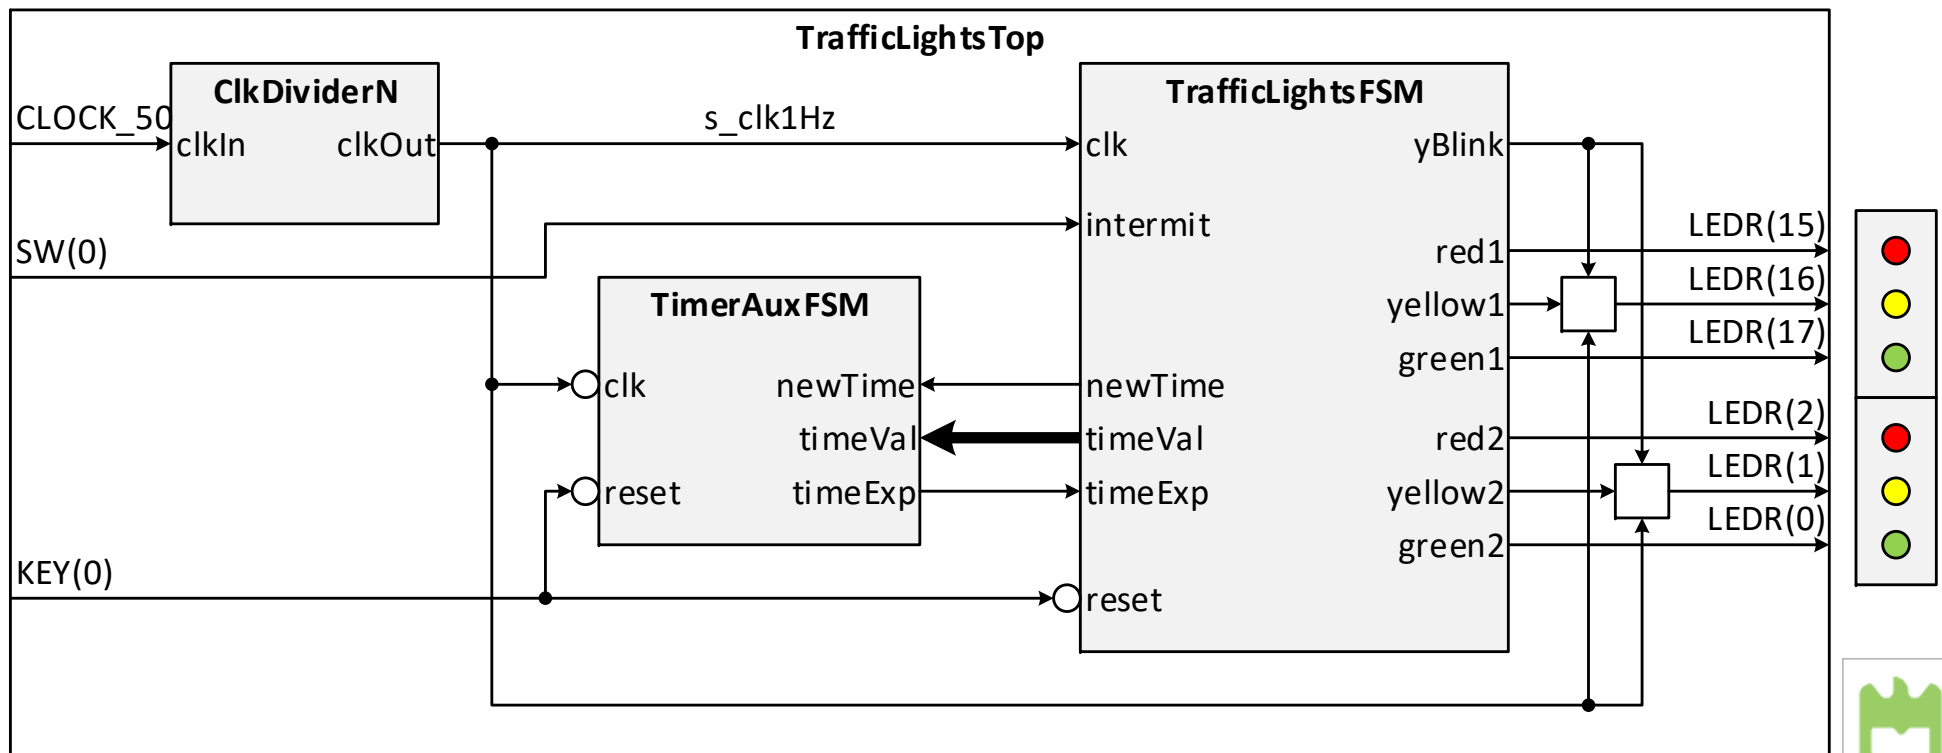 TrafficLightsTop
ClkDividerN
TrafficLightsFSM
CLOCK_50
clkIn
clkOut
s_clk1Hz
clk
yBlink
intermit
LEDR(15)
SW(0)
red1
LEDR(16)
TimerAuxFSM
yellow1
LEDR(17)
green1
clk
newTime
newTime
LEDR(2)
timeVal
timeVal
red2
LEDR(1)
reset
timeExp
timeExp
yellow2
LEDR(0)
green2
KEY(0)
reset